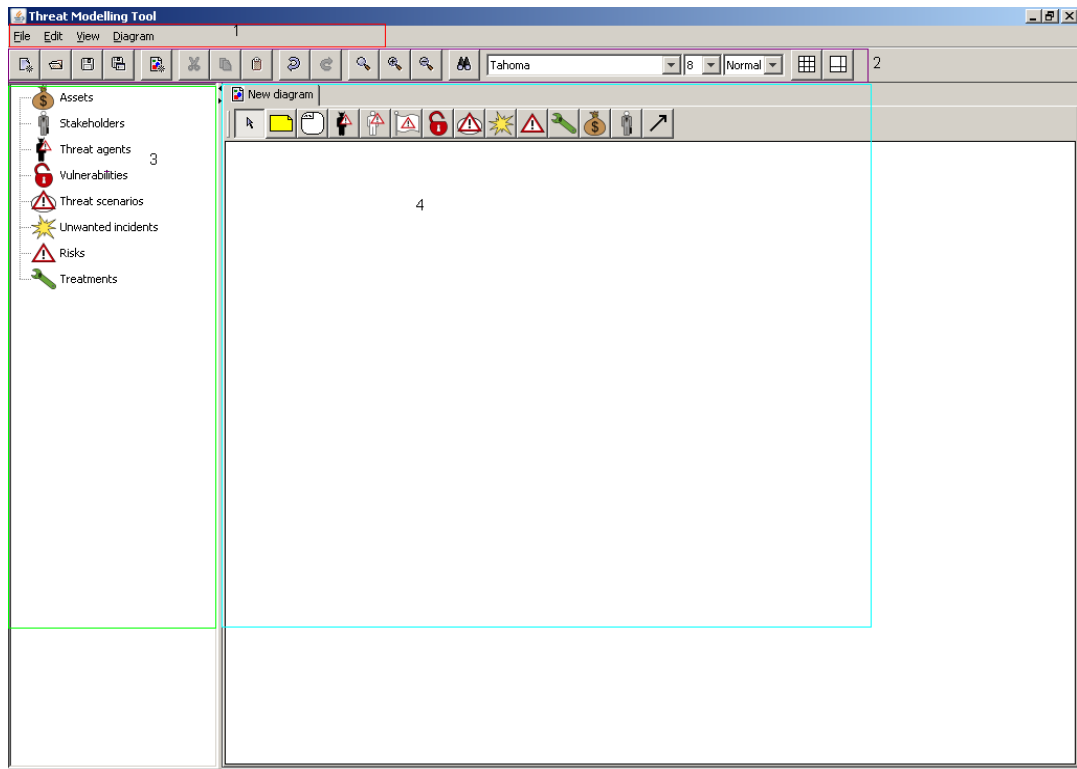 Threat Modelling Tool
File Edit View Diagram 1
Tahoma 8 Normal 2
Assets
Stakeholders
Threat agents
3
Vulnerabilities
Threat scenarios
Unwanted incidents
Risks
Treatments
New diagram
4